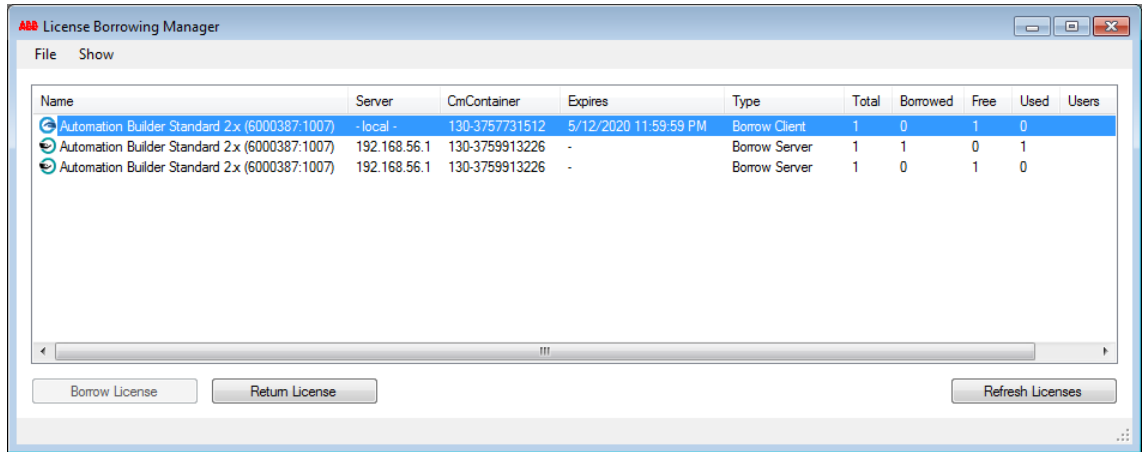 ABB License Borrowing Manager
File Show
Name Server CmContainer Expires Type Total Borrowed Free Used Users
Automation Builder Standard 2.x (6000387:1007) - local - 130-3757731512 5/12/2020 11:59:59 PM Borrow Client 1 0 1 0
Automation Builder Standard 2.x (6000387:1007) 192.168.56.1 130-3759913226 - Borrow Server 1 1 0 1
Automation Builder Standard 2.x (6000387:1007) 192.168.56.1 130-3759913226 - Borrow Server 1 0 1 0
Borrow License Return License Refresh Licenses